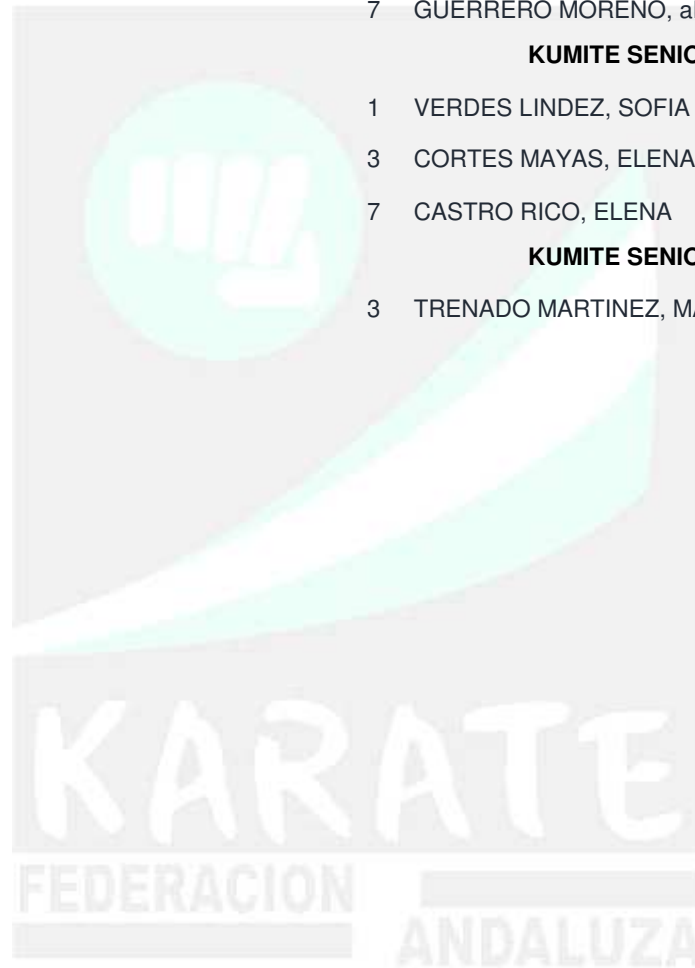 7 GUERRERO MORENO,
KUMITE
1 VERDES LINDEZ, SOFIA
3 CORTES MAYAS, ELENA
7 CASTRO RICO, ELENA
KUMITE
3 TRENADO MARTINEZ,
KARATE
FEDERACION
ANDALUZA